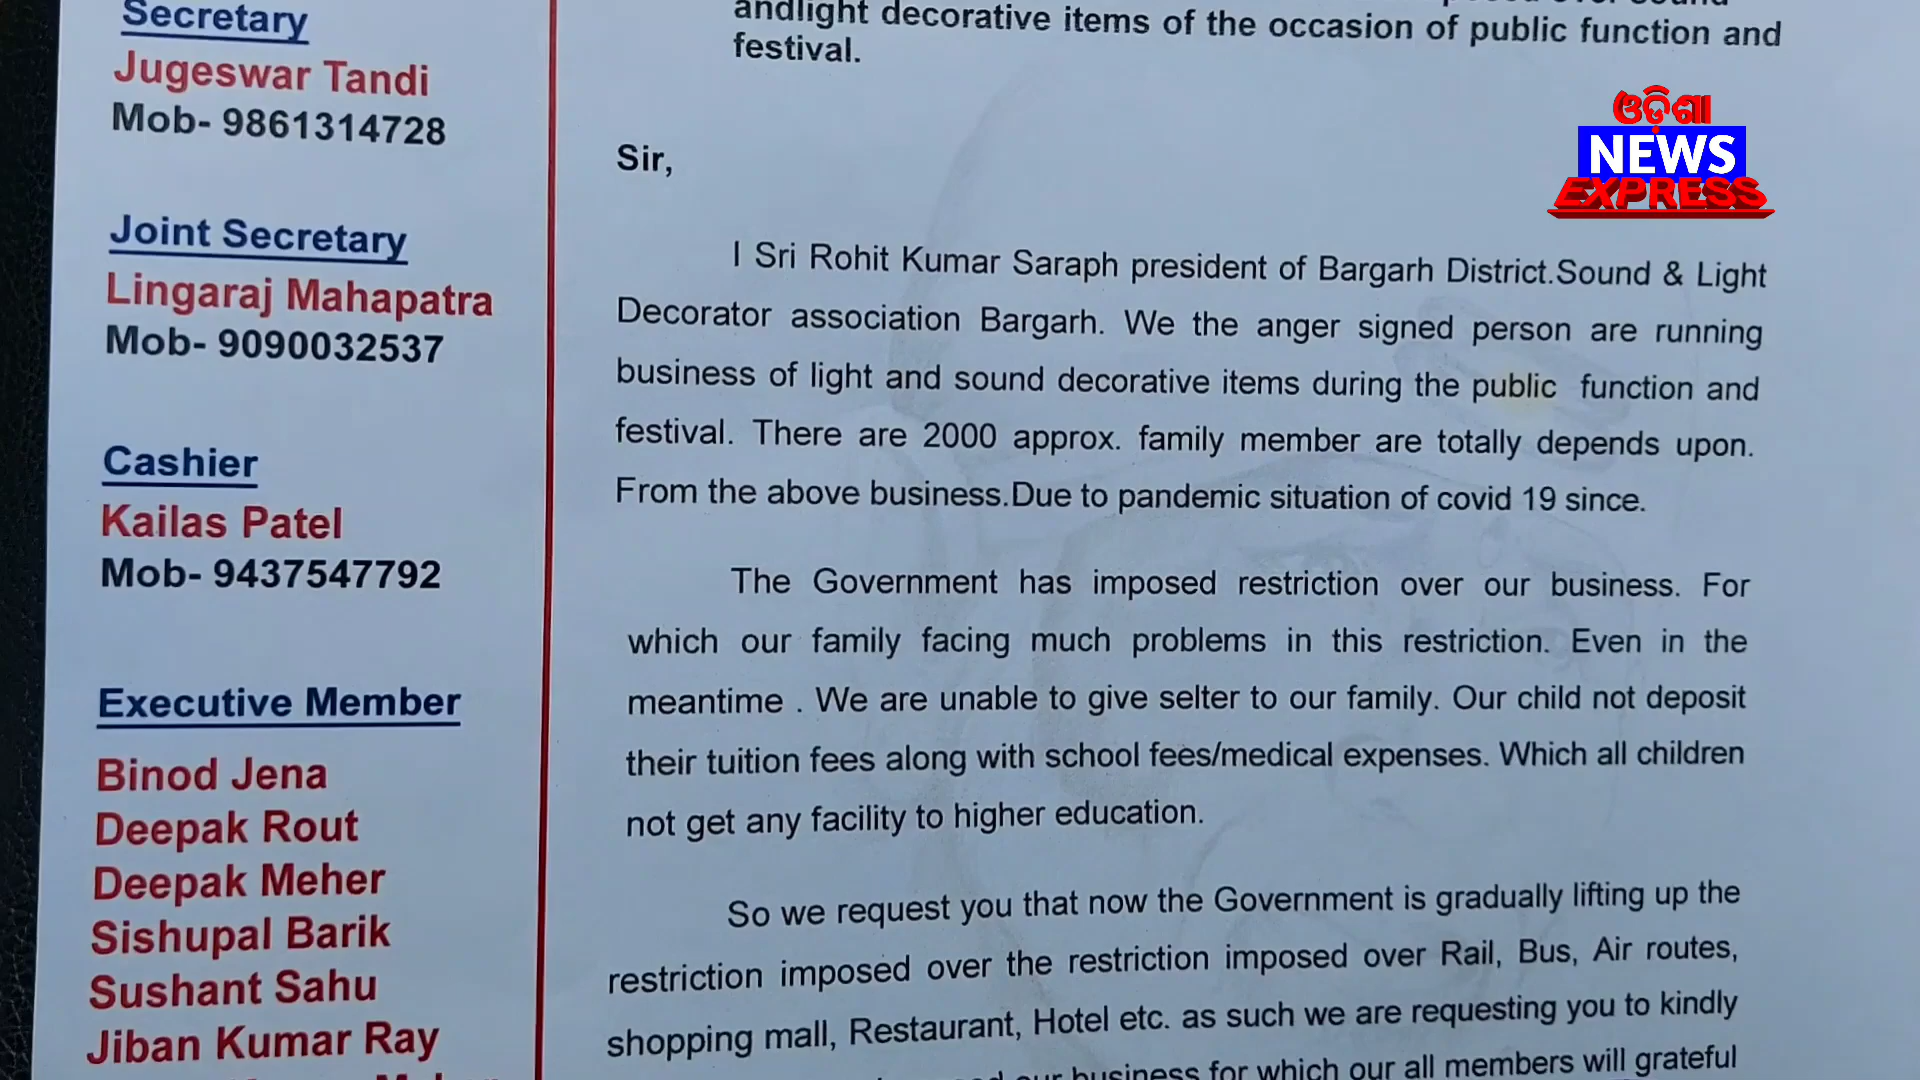 Secretary
Jugeswar Tandi
Mob- 9861314728
Joint Secretary
Lingaraj Mahapatra
Mob- 9090032537
Cashier
Kailas Patel
Mob- 9437547792
Executive Member
Binod Jena
Deepak Rout
Deepak Meher
Sishupal Barik
Sushant Sahu
Jiban Kumar Ray
andlight decorative items of the occasion of public function and
festival.
Sir,
I Sri Rohit Kumar Saraph president of Bargarh District.Sound & Light
Decorator association Bargarh. We the anger signed person are running
business of light and sound decorative items during the public function and
festival. There are 2000 approx. family member are totally depends upon.
From the above business.Due to pandemic situation of covid 19 since.
The Government has imposed restriction over our business. For
which our family facing much problems in this restriction. Even in the
meantime . We are unable to give selter to our family. Our child not deposit
their tuition fees along with school fees/medical expenses. Which all children
not get any facility to higher education.
So we request you that now the Government is gradually lifting up the
restriction imposed over the restriction imposed over Rail, Bus, Air routes,
shopping mall, Restaurant, Hotel etc. as such we are requesting you to kindly
our business for which our all members will grateful
ଓଡ଼ିଶା
NEWS
EXPRESS